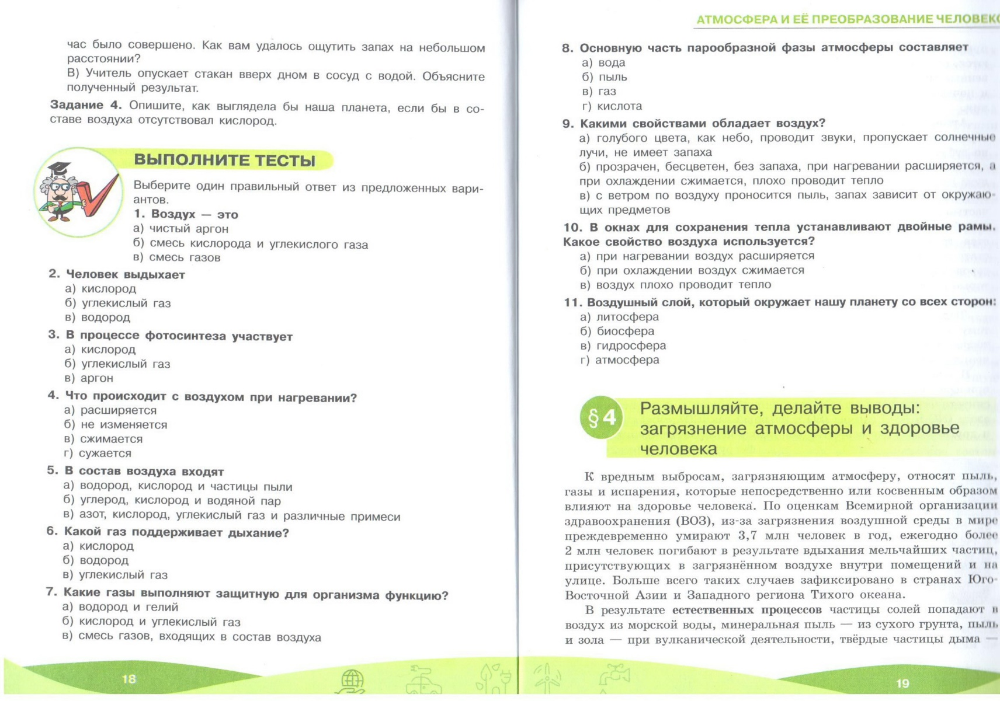 час было совершено. Как вам удалось ощутить запах на небольшом
расстоянии?
В) Учитель опускает стакан вверх дном в сосуд с водой. Объясните
полученный результат.
Задание 4. Опишите, как выглядела бы наша планета, если бы в со-
ставе воздуха отсутствовал кислород.
ВЫПОЛНИТЕ ТЕСТЫ
Выберите один правильный ответ из предложенных вари-
антов.
1. Воздух — это
а) чистый аргон
б) смесь кислорода и углекислого газа
в) смесь газов
2. Человек выдыхает
а) кислород
б) углекислый газ
в) водород
3. В процессе фотосинтеза участвует
а) кислород
б) углекислый газ
в) аргон
4. Что происходит с воздухом при нагревании?
а) расширяется
б) не изменяется
в) сжимается
г) сужается
5. В состав воздуха входят
а) водород, кислород и частицы пыли
б) углерод, кислород и водяной пар
в) азот, кислород, углекислый газ и различные примеси
6. Какой газ поддерживает дыхание?
а) кислород
б) водород
в) углекислый газ
7. Какие газы выполняют защитную для организма функцию?
а) водород и гелий
б) кислород и углекислый газ
в) смесь газов, входящих в состав воздуха
18
АТМОСФЕРА И ЕЁ ПРЕОБРАЗОВАНИЕ ЧЕЛОВЕКО
8. Основную часть парообразной фазы атмосферы составляет
а) вода
б) пыль
в) газ
г) кислота
9. Какими свойствами обладает воздух?
а) голубого цвета, как небо, проводит звуки, пропускает солнечные
лучи, не имеет запаха
б) прозрачен, бесцветен, без запаха, при нагревании расширяется, а
при охлаждении сжимается, плохо проводит тепло
в) с ветром по воздуху проносится пыль, запах зависит от окружаю-
щих предметов
10. В окнах для сохранения тепла устанавливают двойные рамы.
Какое свойство воздуха используется?
а) при нагревании воздух расширяется
б) при охлаждении воздух сжимается
в) воздух плохо проводит тепло
11. Воздушный слой, который окружает нашу планету со всех сторон:
а) литосфера
б) биосфера
в) гидросфера
г) атмосфера
§ 4
Размышляйте, делайте выводы:
загрязнение атмосферы и здоровье
человека
К вредным выбросам, загрязняющим атмосферу, относят пыль,
газы и испарения, которые непосредственно или косвенным образом
влияют на здоровье человека. По оценкам Всемирной организации
здравоохранения (ВОЗ), из-за загрязнения воздушной среды в мире
преждевременно умирают 3,7 млн человек в год, ежегодно более
2 млн человек погибают в результате вдыхания мельчайших частиц,
присутствующих в загрязнённом воздухе внутри помещений и на
улице. Больше всего таких случаев зафиксировано в странах Юго-
Восточной Азии и Западного региона Тихого океана.
В результате естественных процессов частицы солей попадают в
воздух из морской воды, минеральная пыль — из сухого грунта, пыль
и зола — при вулканической деятельности, твёрдые частицы дыма —
19